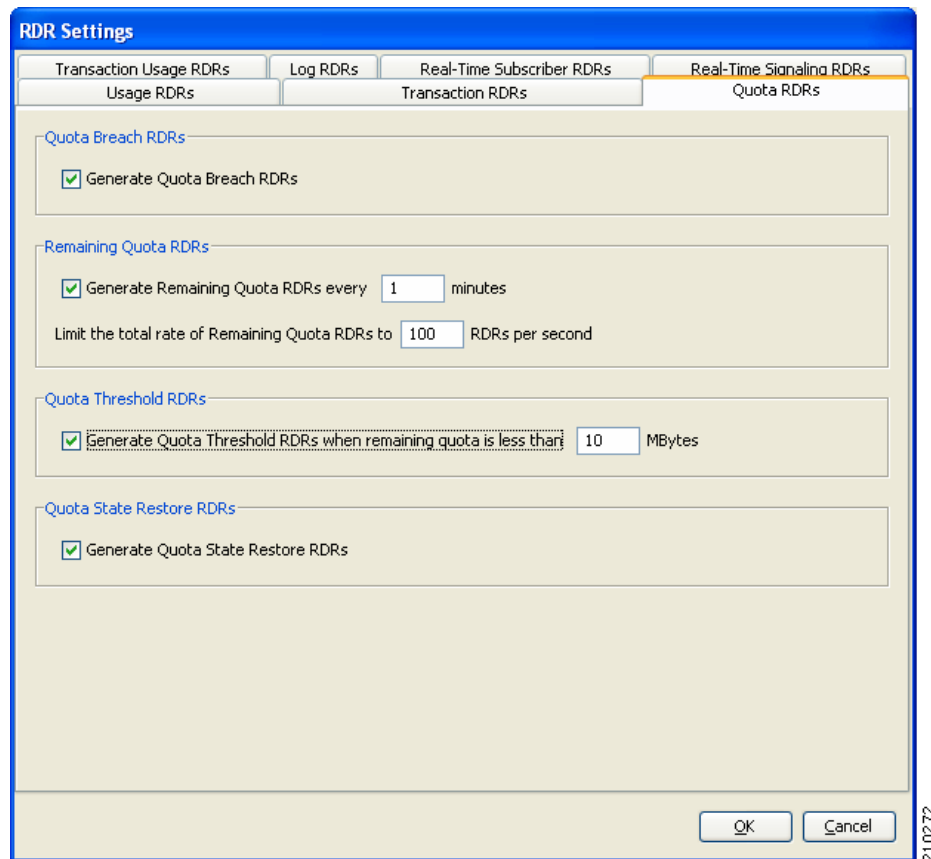 RDR Settings
Transaction Usage RDRs Log RDRs Real-Time Subscriber RDRs Real-Time Signaling RDRs
Usage RDRs Transaction RDRs Quota RDRs
Quota Breach RDRs
Generate Quota Breach RDRs
Remaining Quota RDRs
Generate Remaining Quota RDRs every 1 minutes
Limit the total rate of Remaining Quota RDRs to 100 RDRs per second
Quota Threshold RDRs
Generate Quota Threshold RDRs when remaining quota is less than 10 MBytes
Quota State Restore RDRs
Generate Quota State Restore RDRs
OK Cancel
210272